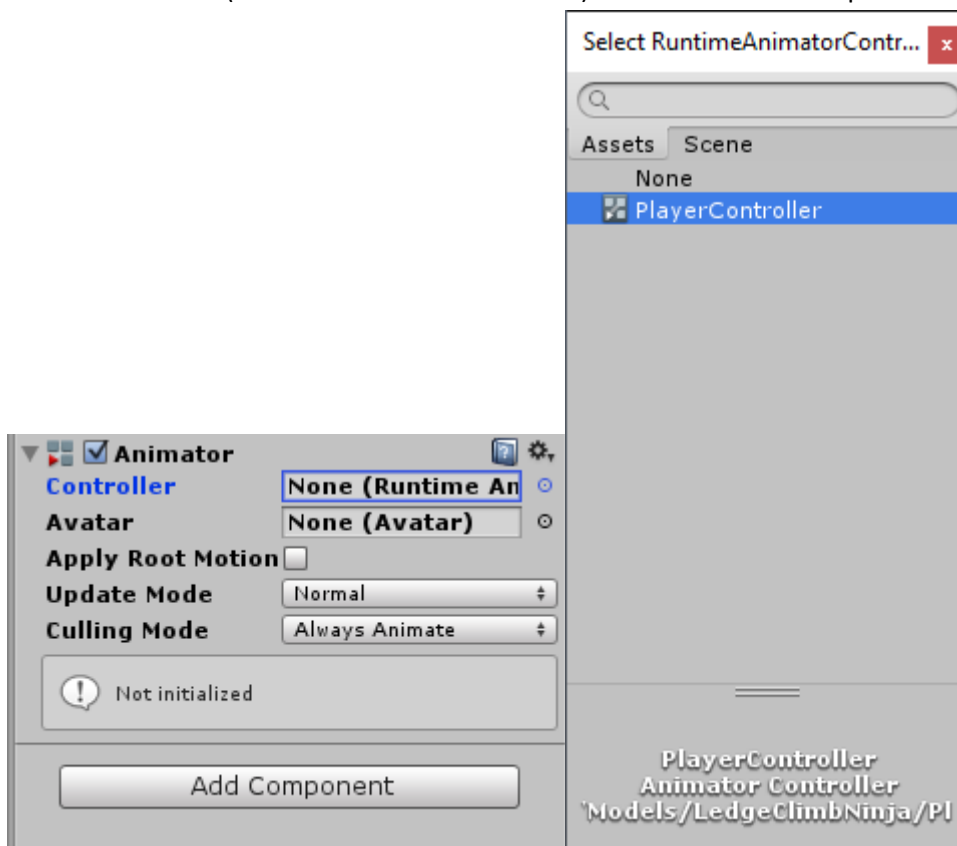 Select RuntimeAnimatorContr... x
Assets Scene
None
PlayerController
Animator
Controller None (Runtime An
Avatar None (Avatar)
Apply Root Motion
Update Mode Normal
Culling Mode Always Animate
Not initialized
Add Component
PlayerController
Animator Controller
Models/LedgeClimbNinja/Pl